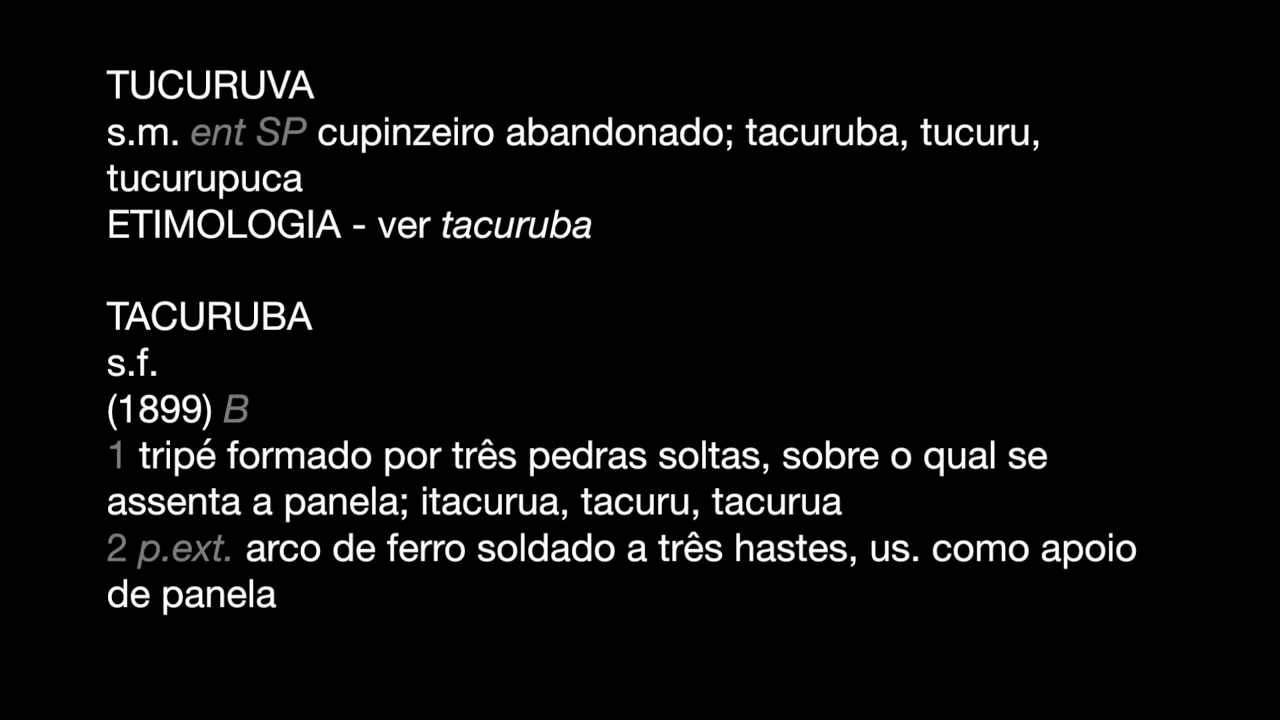 TUCURUVA
s.m. ent SP cupinzeiro abandonado; tacuruba, tucuru,
tucurupuca
ETIMOLOGIA - ver tacuruba
TACURUBA
s.f.
(1899) B
1 tripé formado por três pedras soltas, sobre o qual se
assenta a panela; itacurua, tacuru, tacurua
2 p.ext. arco de ferro soldado a três hastes, us. como apoio
de panela